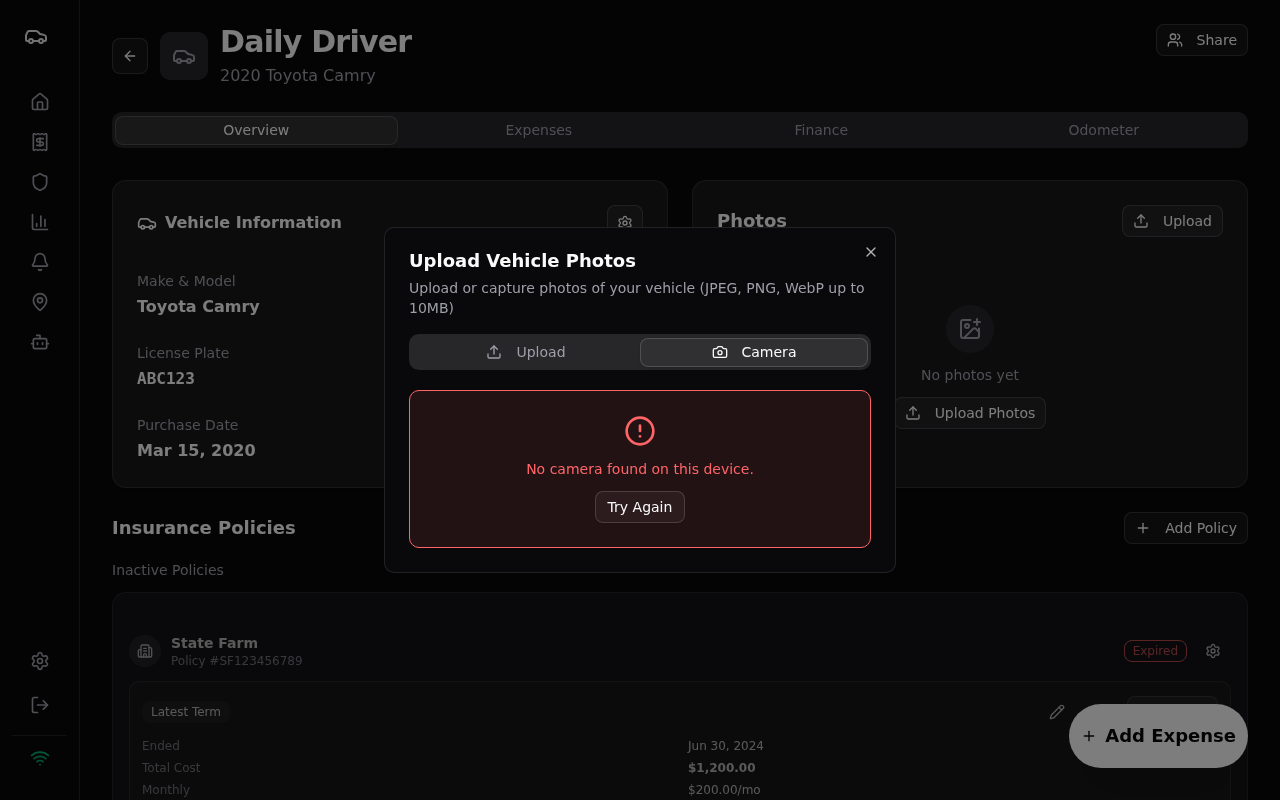 Daily Driver
2020 Toyota Camry
Share
Overview
Expenses
Finance
Odometer
Vehicle Information
Photos
Upload
Make & Model
Toyota Camry
License Plate
ABC123
Purchase Date
Mar 15, 2020
Upload Vehicle Photos
Upload or capture photos of your vehicle (JPEG, PNG, WebP up to
10MB)
Upload
Camera
No camera found on this device.
Try Again
No photos yet
Upload Photos
Insurance Policies
Add Policy
Inactive Policies
State Farm
Policy #SF123456789
Expired
Latest Term
Ended
Jun 30, 2024
Total Cost
$1,200.00
Monthly
$200.00/mo
Add Expense